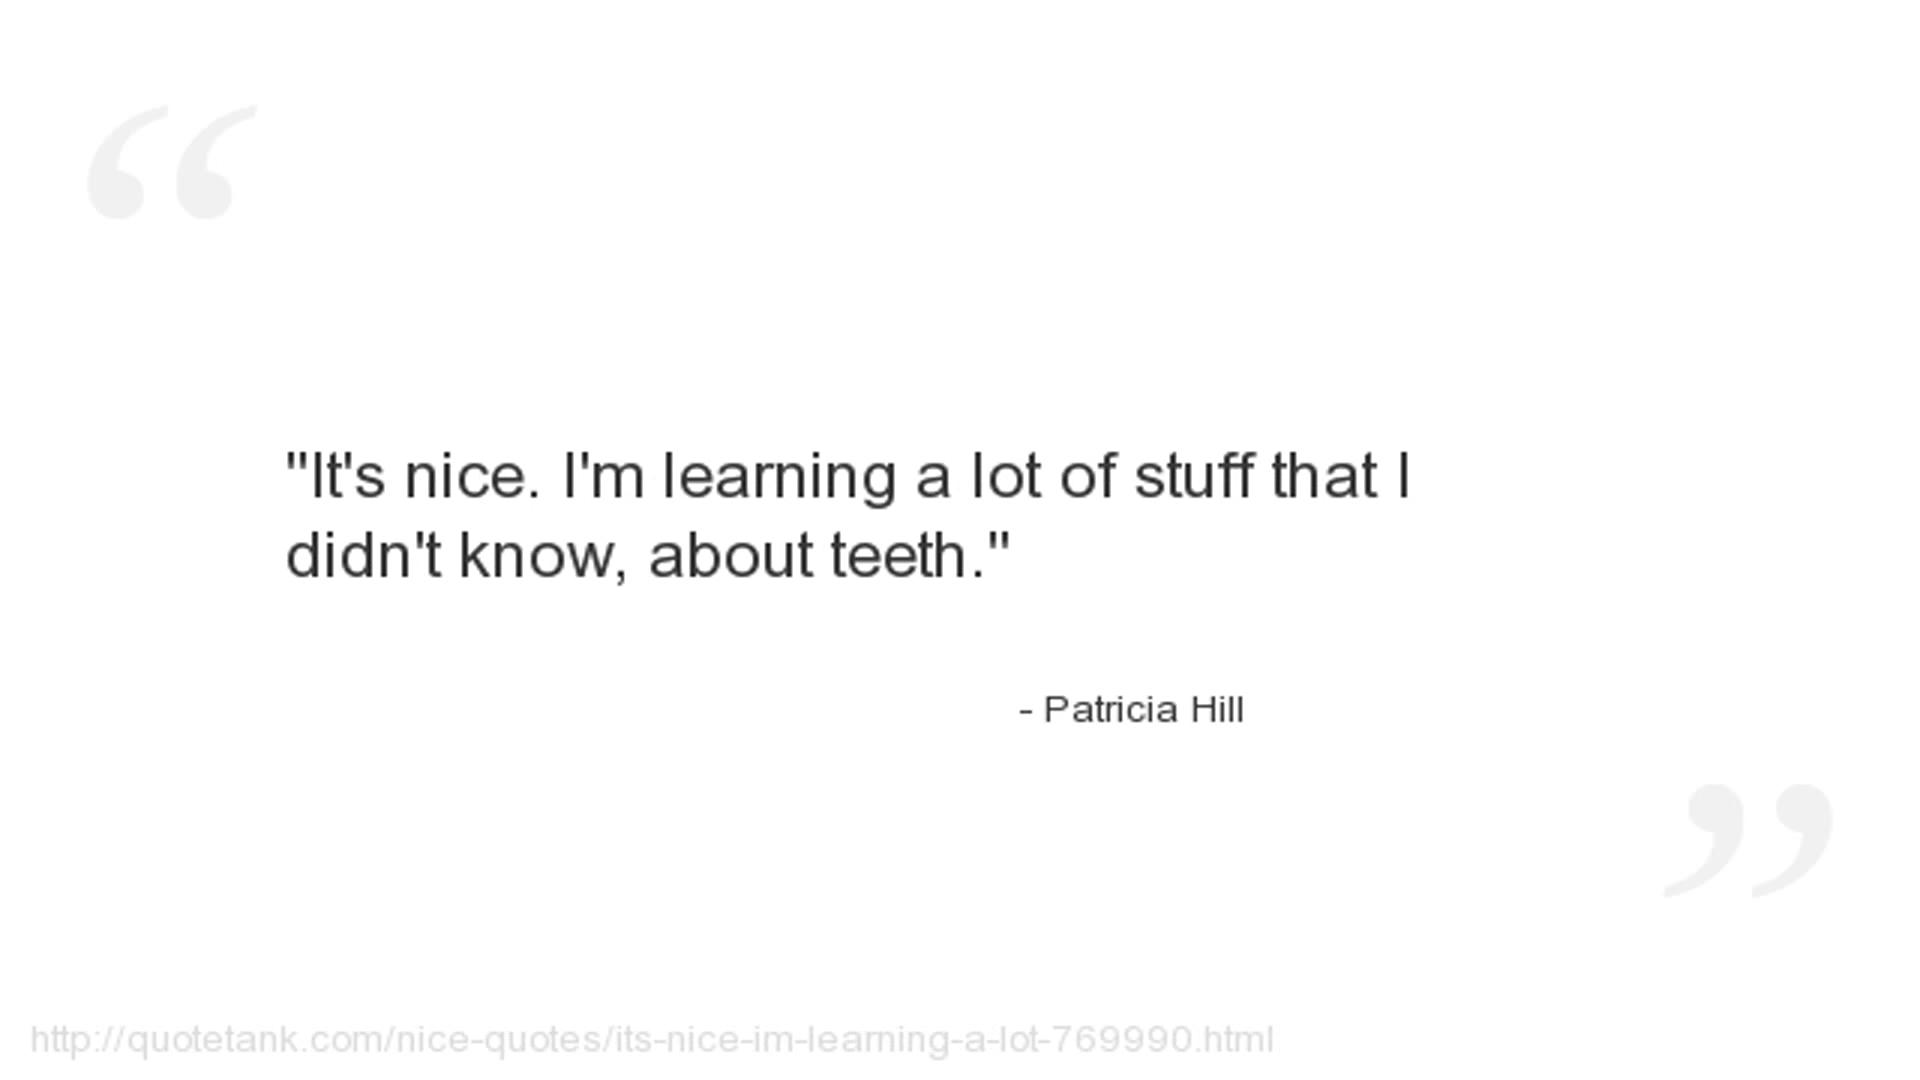 "It's nice. I'm learning a lot of stuff that I
didn't know, about teeth."
- Patricia Hill
http://quotetank.com/nice-quotes/its-nice-im-learning-a-lot-769990.html